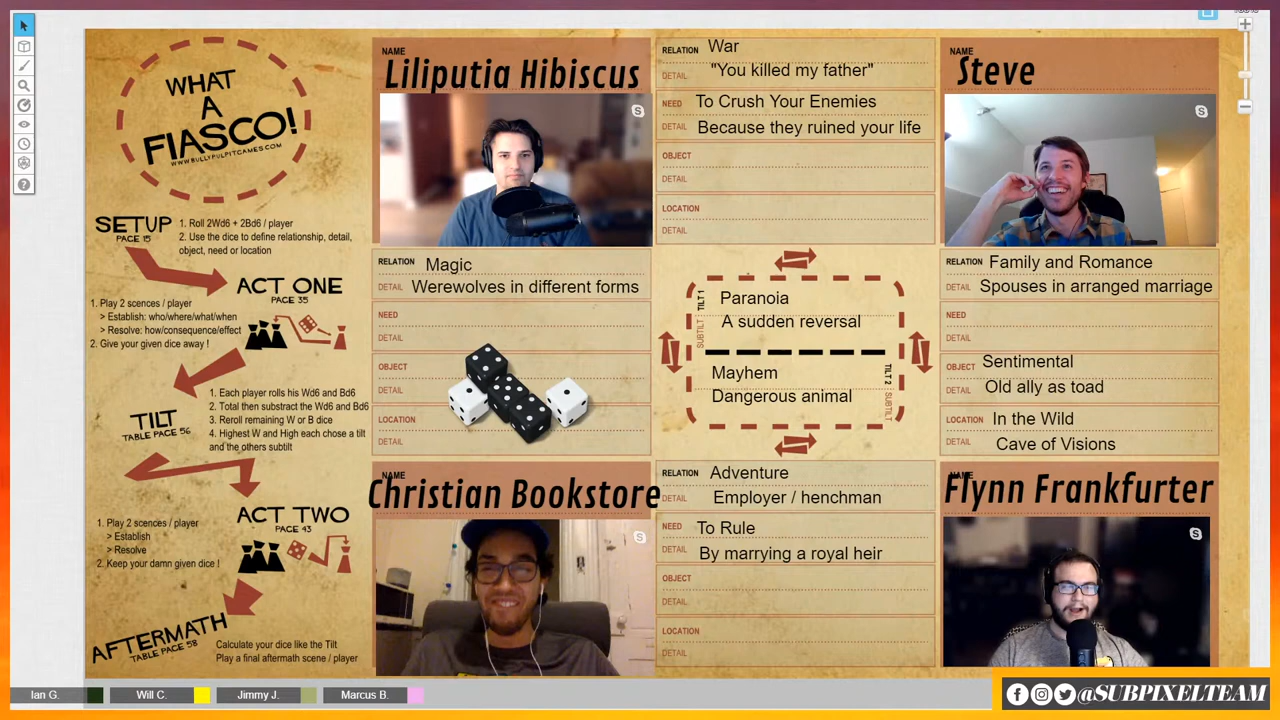 WHAT
A
FIASCO!
WWW.BULLYPULPITGAMES.COM
SETUP
PAGE 15
1. Roll 2Wd6 + 2Bd6 / player
2. Use the dice to define relationship, detail,
object, need or location
ACT ONE
PAGE 35
1. Play 2 scences / player
> Establish: who/where/what/when
> Resolve: how/consequence/effect
2. Give your given dice away !
TILT
TABLE PAGE 56
1. Each player rolls his Wd6 and Bd6
2. Total then substract the Wd6 and Bd6
3. Reroll remaining W or B dice
4. Highest W and High each chose a tilt
and the others subtilt
ACT TWO
PAGE 43
1. Play 2 scences / player
> Establish
> Resolve
2. Keep your damn given dice !
AFTERMATH
TABLE PAGE 58
Calculate your dice like the Tilt
Play a final aftermath scene / player
NAME
Liliputia Hibiscus
RELATION War
DETAIL "You killed my father"
NEED To Crush Your Enemies
DETAIL Because they ruined your life
OBJECT
DETAIL
LOCATION
DETAIL
NAME
Steve
RELATION Magic
DETAIL Werewolves in different forms
NEED
DETAIL
OBJECT
DETAIL
LOCATION
DETAIL
TILT 1
SUBTILT
Paranoia
A sudden reversal
Mayhem
Dangerous animal
TILT 2
SUBTILT
RELATION Family and Romance
DETAIL Spouses in arranged marriage
NEED
DETAIL
OBJECT Sentimental
DETAIL Old ally as toad
LOCATION In the Wild
DETAIL Cave of Visions
NAME
Christian Bookstore
RELATION Adventure
DETAIL Employer / henchman
NEED To Rule
DETAIL By marrying a royal heir
OBJECT
DETAIL
LOCATION
DETAIL
NAME
Flynn Frankfurter
Ian G.
Will C.
Jimmy J.
Marcus B.
@SUBPIXELTEAM